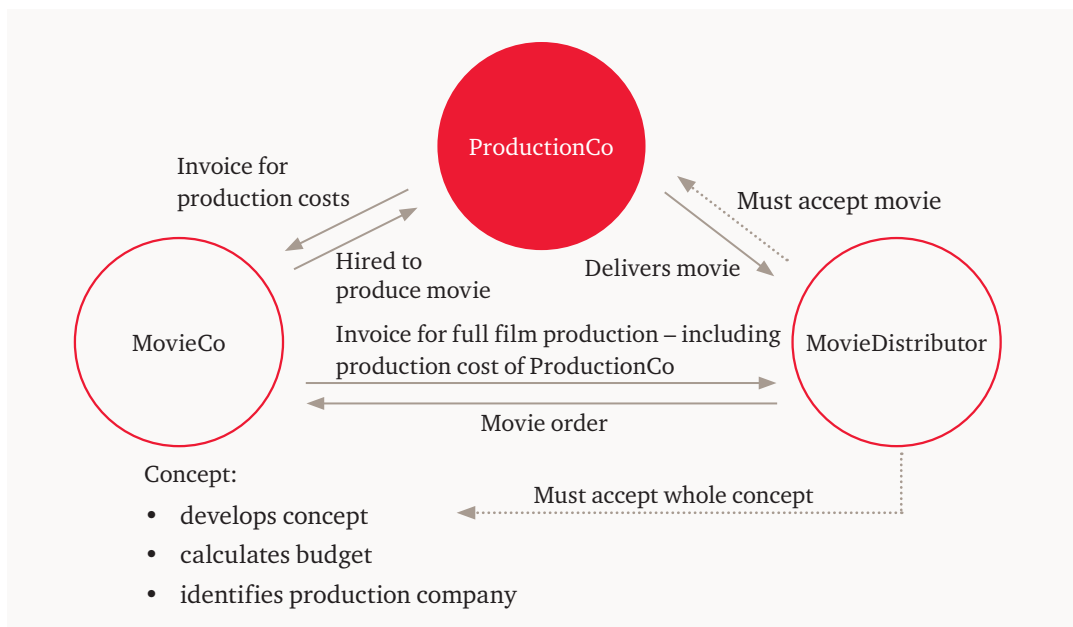 ProductionCo
Invoice for
production costs
Must accept movie
Hired to
produce movie
Delivers movie
MovieCo
Invoice for full film production – including
production cost of ProductionCo
MovieDistributor
Movie order
Concept:
• develops concept
• calculates budget
• identifies production company
Must accept whole concept